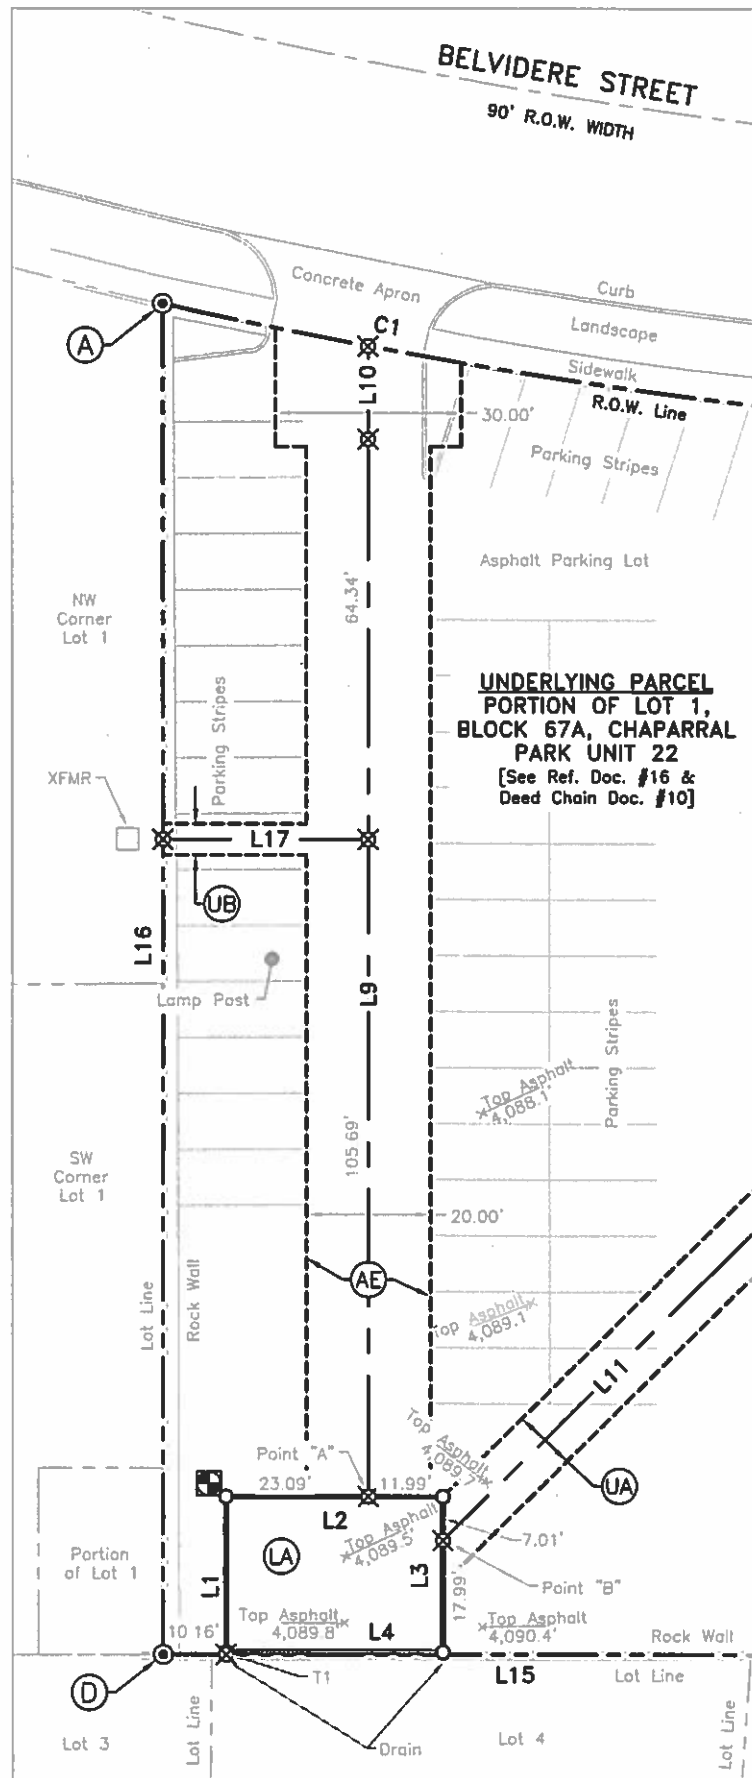 BELVIDERE STREET
90' R.O.W. WIDTH
Concrete Apron
Curb
Landscape
Sidewalk
R.O.W. Line
C1
A
L10
30.00'
Parking Stripes
Asphalt Parking Lot
64.34'
NW
Corner
Lot 1
UNDERLYING PARCEL
PORTION OF LOT 1,
BLOCK 67A, CHAPARRAL
PARK UNIT 22
[See Ref. Doc. #16 &
Deed Chain Doc. #10]
Parking Stripes
XFMR
L17
UB
L16
L9
Lamp Post
Parking Stripes
Top Asphalt
4,088.1'
105.69'
SW
Corner
Lot 1
20.00'
AE
Lot Line
Rock Wall
Top Asphalt
4,089.1'
L11
Top Asphalt
4,089.7'
UA
Point "A"
23.09'
11.99'
L2
Top Asphalt
4,089.5'
7.01'
LA
L3
L1
Point "B"
17.99'
Portion
of Lot 1
10.16'
Top Asphalt
4,089.8'
L4
Top Asphalt
4,090.4'
Rock Wall
D
T1
L15
Lot Line
Lot 3
Lot Line
Drain
Lot 4
Lot Line